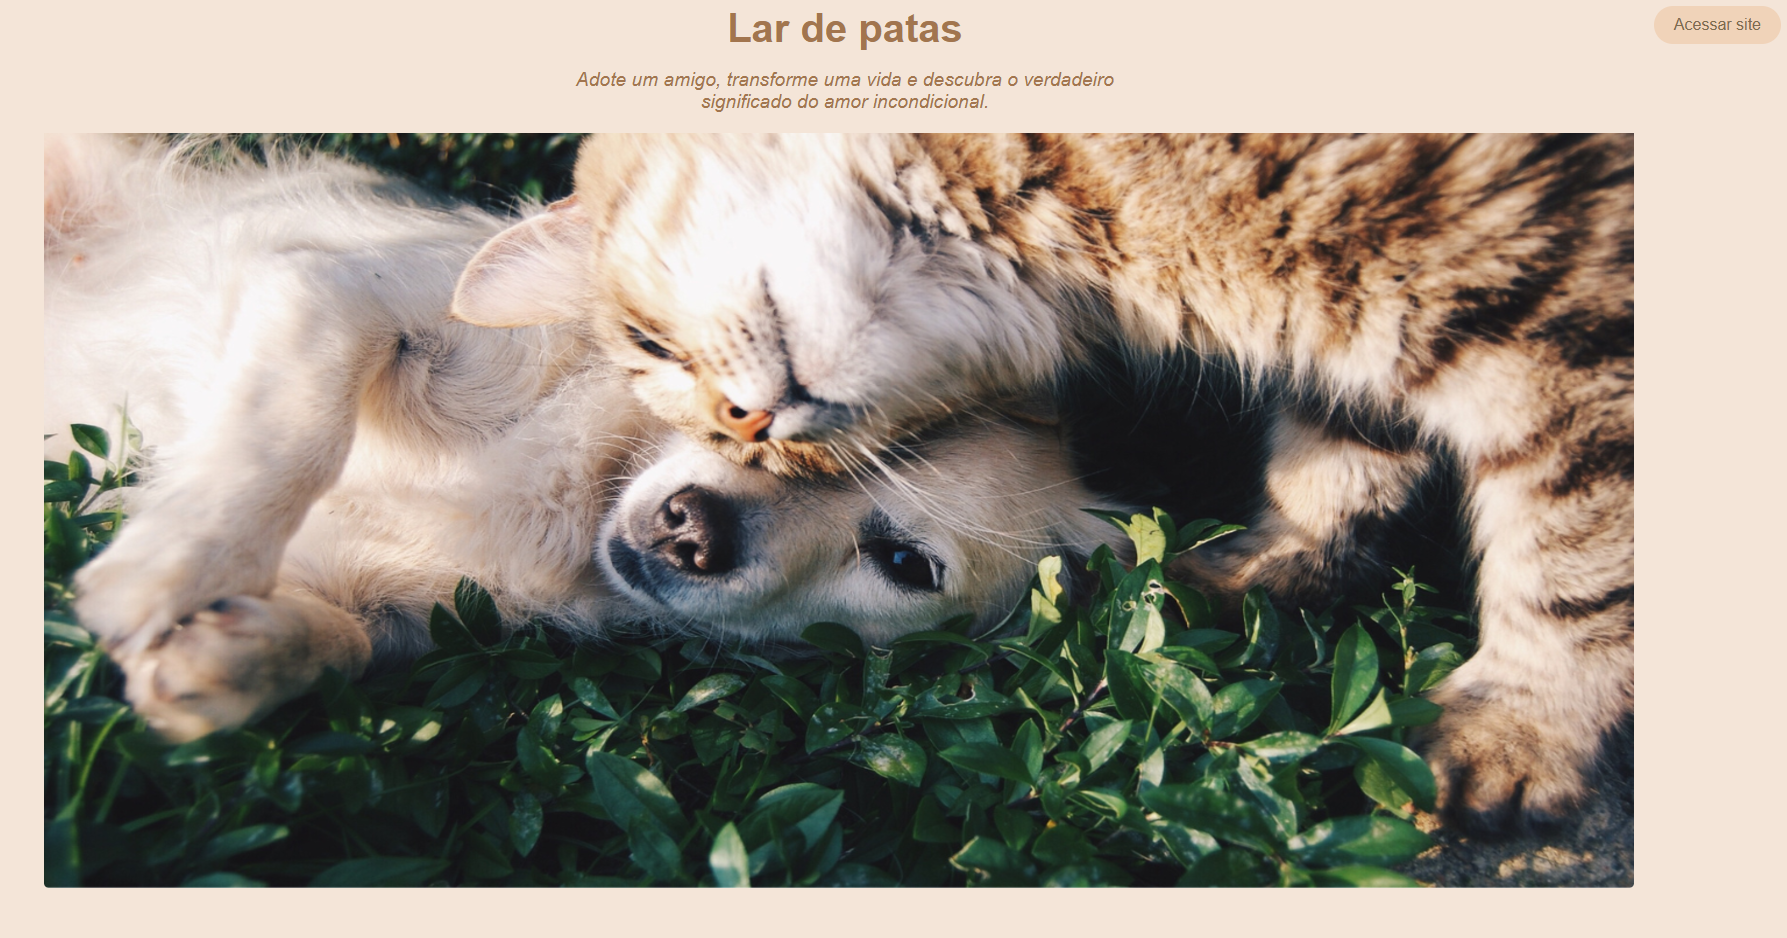 Lar de patas
Acessar site
Adote um amigo, transforme uma vida e descubra o verdadeiro
significado do amor incondicional.